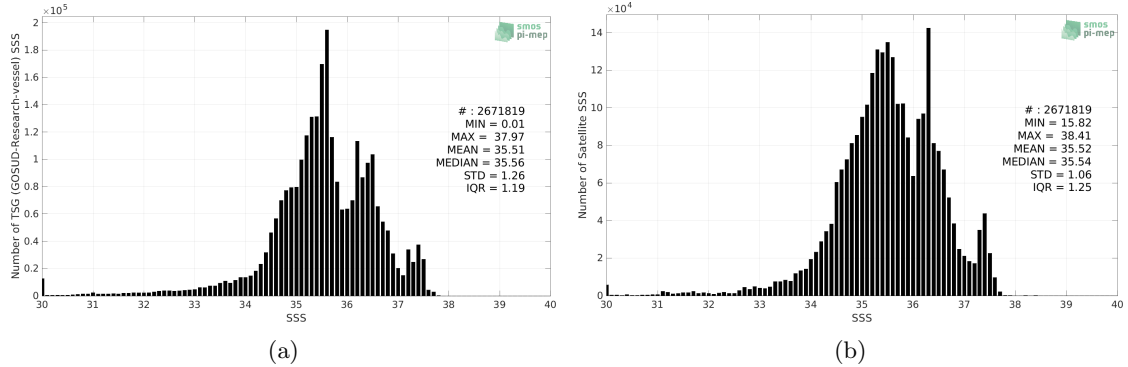 ×10⁵
2
1.8
1.6
1.4
1.2
1
0.8
0.6
0.4
0.2
0
Number of TSG (GOSUD-Research-vessel) SSS
30 31 32 33 34 35 36 37 38 39 40
SSS
smos
pi-mep
# : 2671819
MIN = 0.01
MAX = 37.97
MEAN = 35.51
MEDIAN = 35.56
STD = 1.26
IQR = 1.19
(a)
×10⁴
14
12
10
8
6
4
2
0
Number of Satellite SSS
30 31 32 33 34 35 36 37 38 39 40
SSS
smos
pi-mep
# : 2671819
MIN = 15.82
MAX = 38.41
MEAN = 35.52
MEDIAN = 35.54
STD = 1.06
IQR = 1.25
(b)